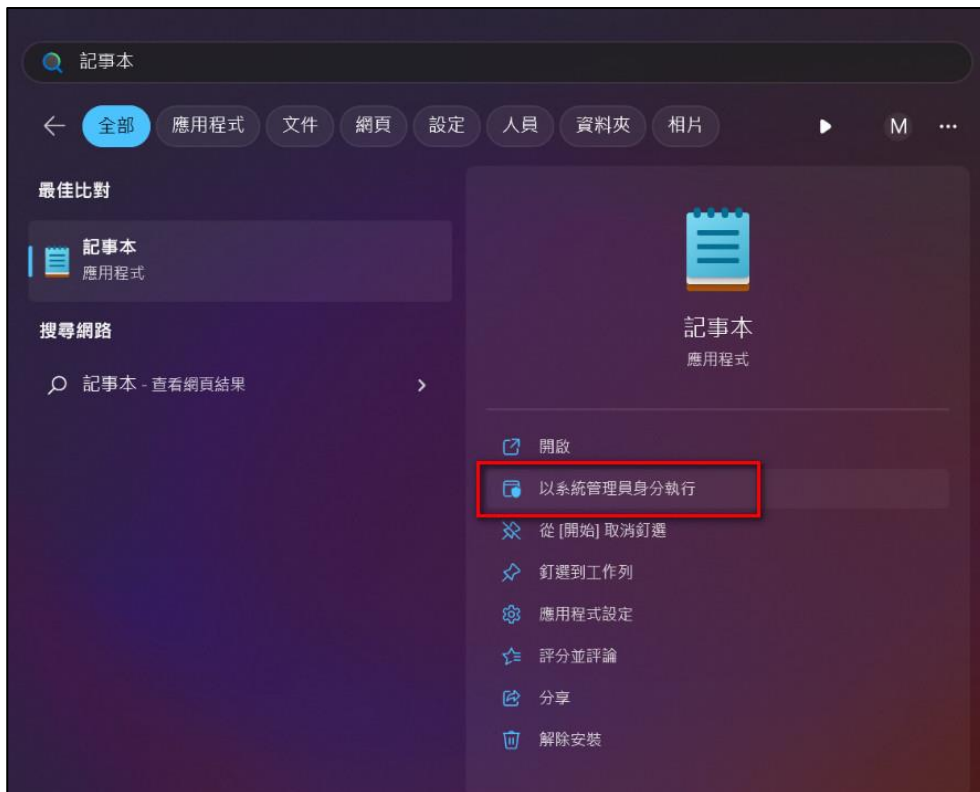 記事本
全部 應用程式 文件 網頁 設定 人員 資料夾 相片 M
最佳比對
記事本
應用程式
搜尋網路
記事本 - 查看網頁結果
記事本
應用程式
開啟
以系統管理員身分執行
從 [開始] 取消釘選
釘選到工作列
應用程式設定
評分並評論
分享
解除安裝